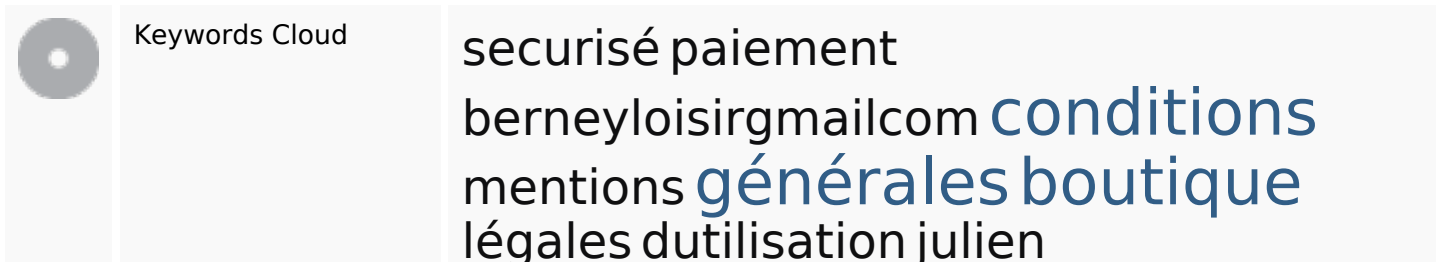 Keywords Cloud
securisé paiement
berneyloisirgmailcom conditions
mentions générales boutique
légales dutilisation julien